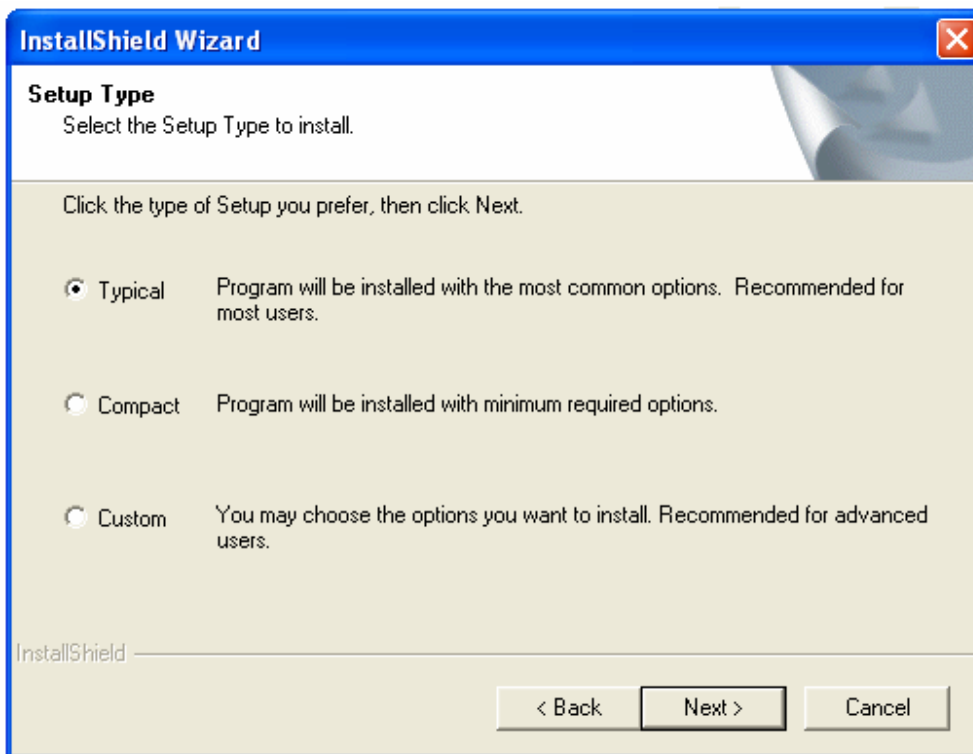 InstallShield Wizard
Setup Type
Select the Setup Type to install.
Click the type of Setup you prefer, then click Next.
Typical Program will be installed with the most common options.  Recommended for
most users.
Compact Program will be installed with minimum required options.
Custom You may choose the options you want to install. Recommended for advanced
users.
InstallShield
< Back Next > Cancel